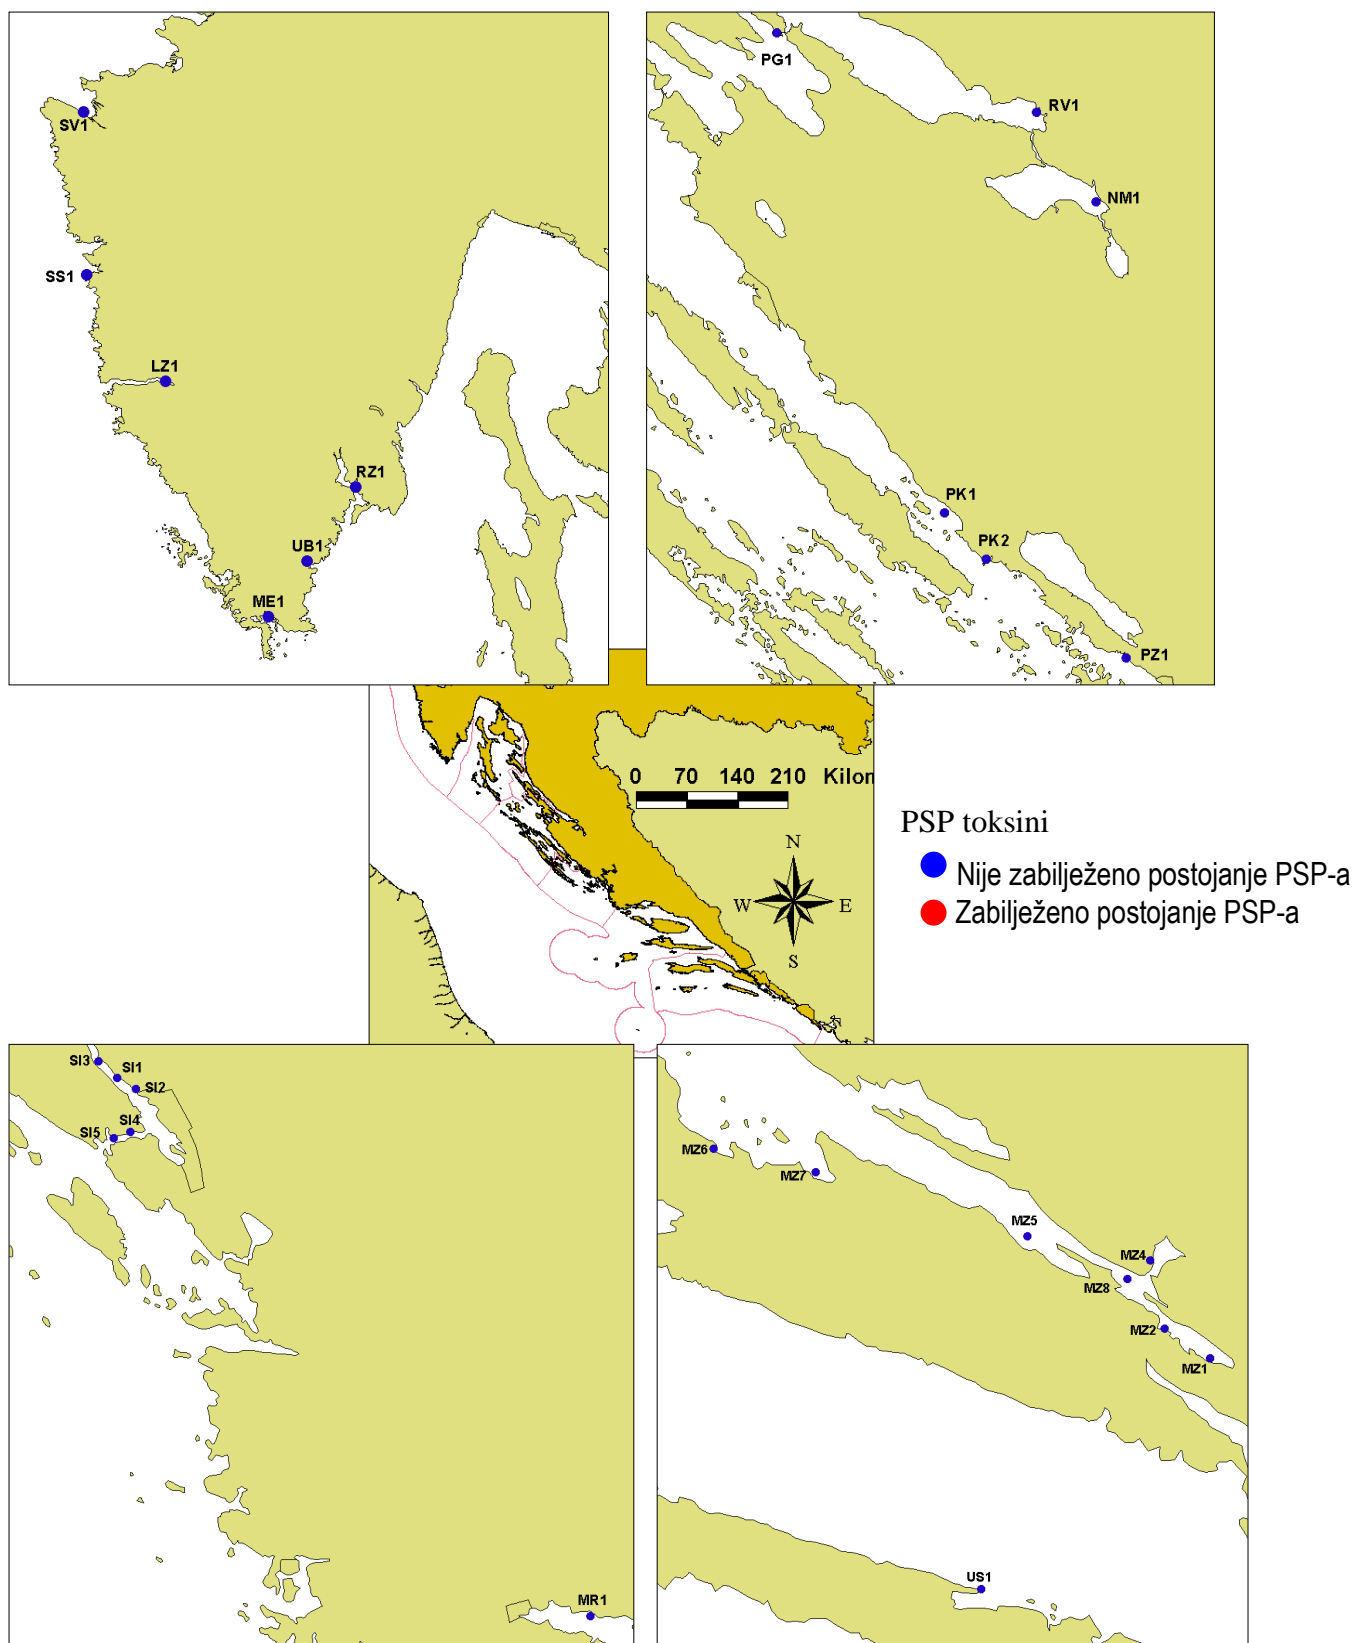 SV1
SS1
LZ1
RZ1
UB1
ME1
PG1
RV1
NM1
PK1
PK2
PZ1
0 70 140 210 Kilon
N
W E
S
PSP toksini
Nije zabilježeno postojanje PSP-a
Zabilježeno postojanje PSP-a
SI3
SI1
SI2
SI4
SI5
MR1
MZ6
MZ7
MZ5
MZ4
MZ8
MZ2
MZ1
US1